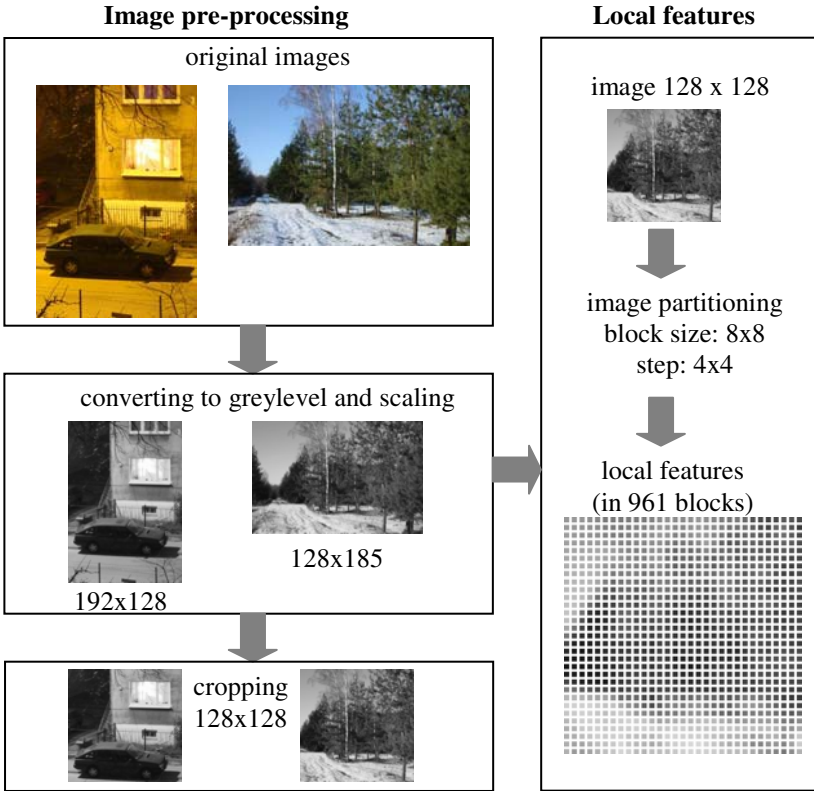 Image pre-processing
original images
converting to greylevel and scaling
192x128
128x185
cropping
128x128
Local features
image 128 x 128
image partitioning
block size: 8x8
step: 4x4
local features
(in 961 blocks)